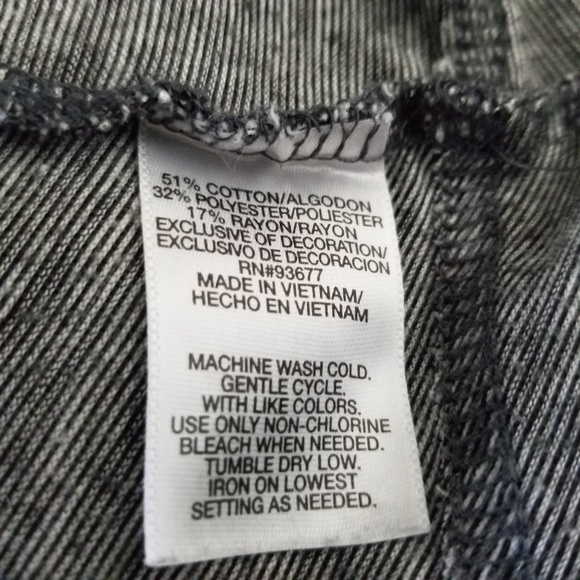 51% COTTON/ALGODON
32% POLYESTER/POLIESTER
17% RAYON/RAYON
EXCLUSIVE OF DECORATION/
EXCLUSIVO DE DECORACION
RN#93677
MADE IN VIETNAM/
HECHO EN VIETNAM
MACHINE WASH COLD.
GENTLE CYCLE.
WITH LIKE COLORS.
USE ONLY NON-CHLORINE
BLEACH WHEN NEEDED.
TUMBLE DRY LOW.
IRON ON LOWEST
SETTING AS NEEDED.